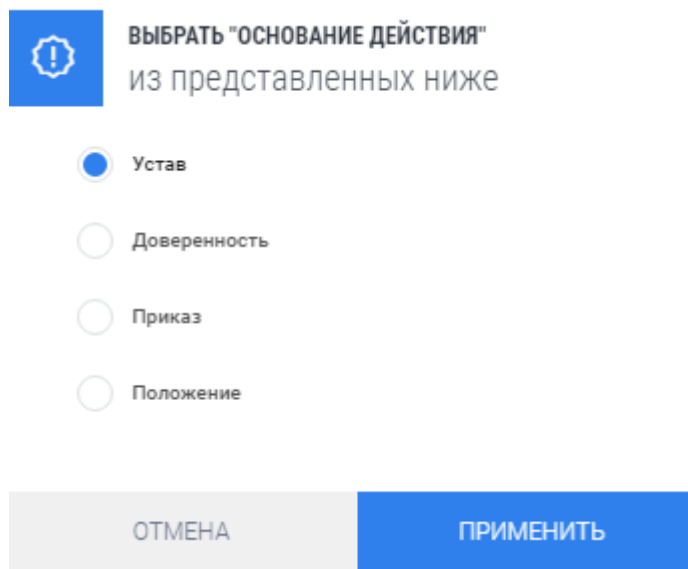 ВЫБРАТЬ "ОСНОВАНИЕ ДЕЙСТВИЯ"
из представленных ниже
Устав
Доверенность
Приказ
Положение
ОТМЕНА
ПРИМЕНИТЬ